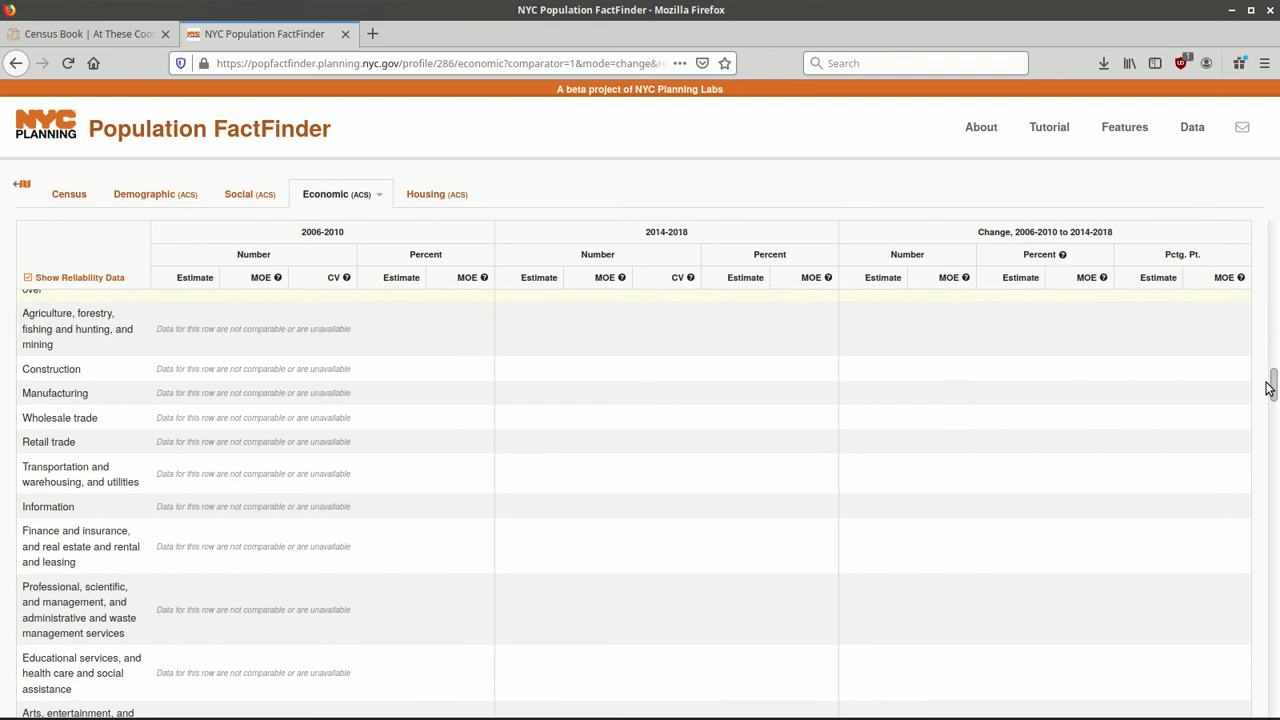 NYC Population FactFinder - Mozilla Firefox
Census Book | At These Coor
NYC Population FactFinder
https://popfactfinder.planning.nyc.gov/profile/286/economic?comparator=1&mode=change&re
Search
1
A beta project of NYC Planning Labs
NYC
PLANNING
Population FactFinder
About
Tutorial
Features
Data
Census
Demographic (ACS)
Social (ACS)
Economic (ACS)
Housing (ACS)
2006-2010
2014-2018
Change, 2006-2010 to 2014-2018
Number
Percent
Number
Percent
Number
Percent
Pctg. Pt.
Show Reliability Data
Estimate
MOE
CV
Estimate
MOE
Estimate
MOE
CV
Estimate
MOE
Estimate
MOE
Estimate
MOE
Estimate
MOE
over
Agriculture, forestry,
fishing and hunting, and
mining
Data for this row are not comparable or are unavailable
Construction
Data for this row are not comparable or are unavailable
Manufacturing
Data for this row are not comparable or are unavailable
Wholesale trade
Data for this row are not comparable or are unavailable
Retail trade
Data for this row are not comparable or are unavailable
Transportation and
warehousing, and utilities
Data for this row are not comparable or are unavailable
Information
Data for this row are not comparable or are unavailable
Finance and insurance,
and real estate and rental
and leasing
Data for this row are not comparable or are unavailable
Professional, scientific,
and management, and
administrative and waste
management services
Data for this row are not comparable or are unavailable
Educational services, and
health care and social
assistance
Data for this row are not comparable or are unavailable
Arts, entertainment, and